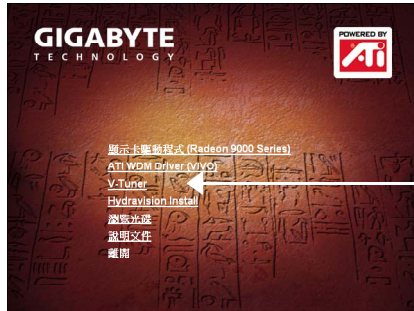 GIGABYTE
TECHNOLOGY
POWERED BY
ATi
顯示卡驅動程式 (Radeon 9000 Series)
ATI WDM Driver (VIVO)
V-Tuner
Hydravision Install
瀏覽光碟
說明文件
離開